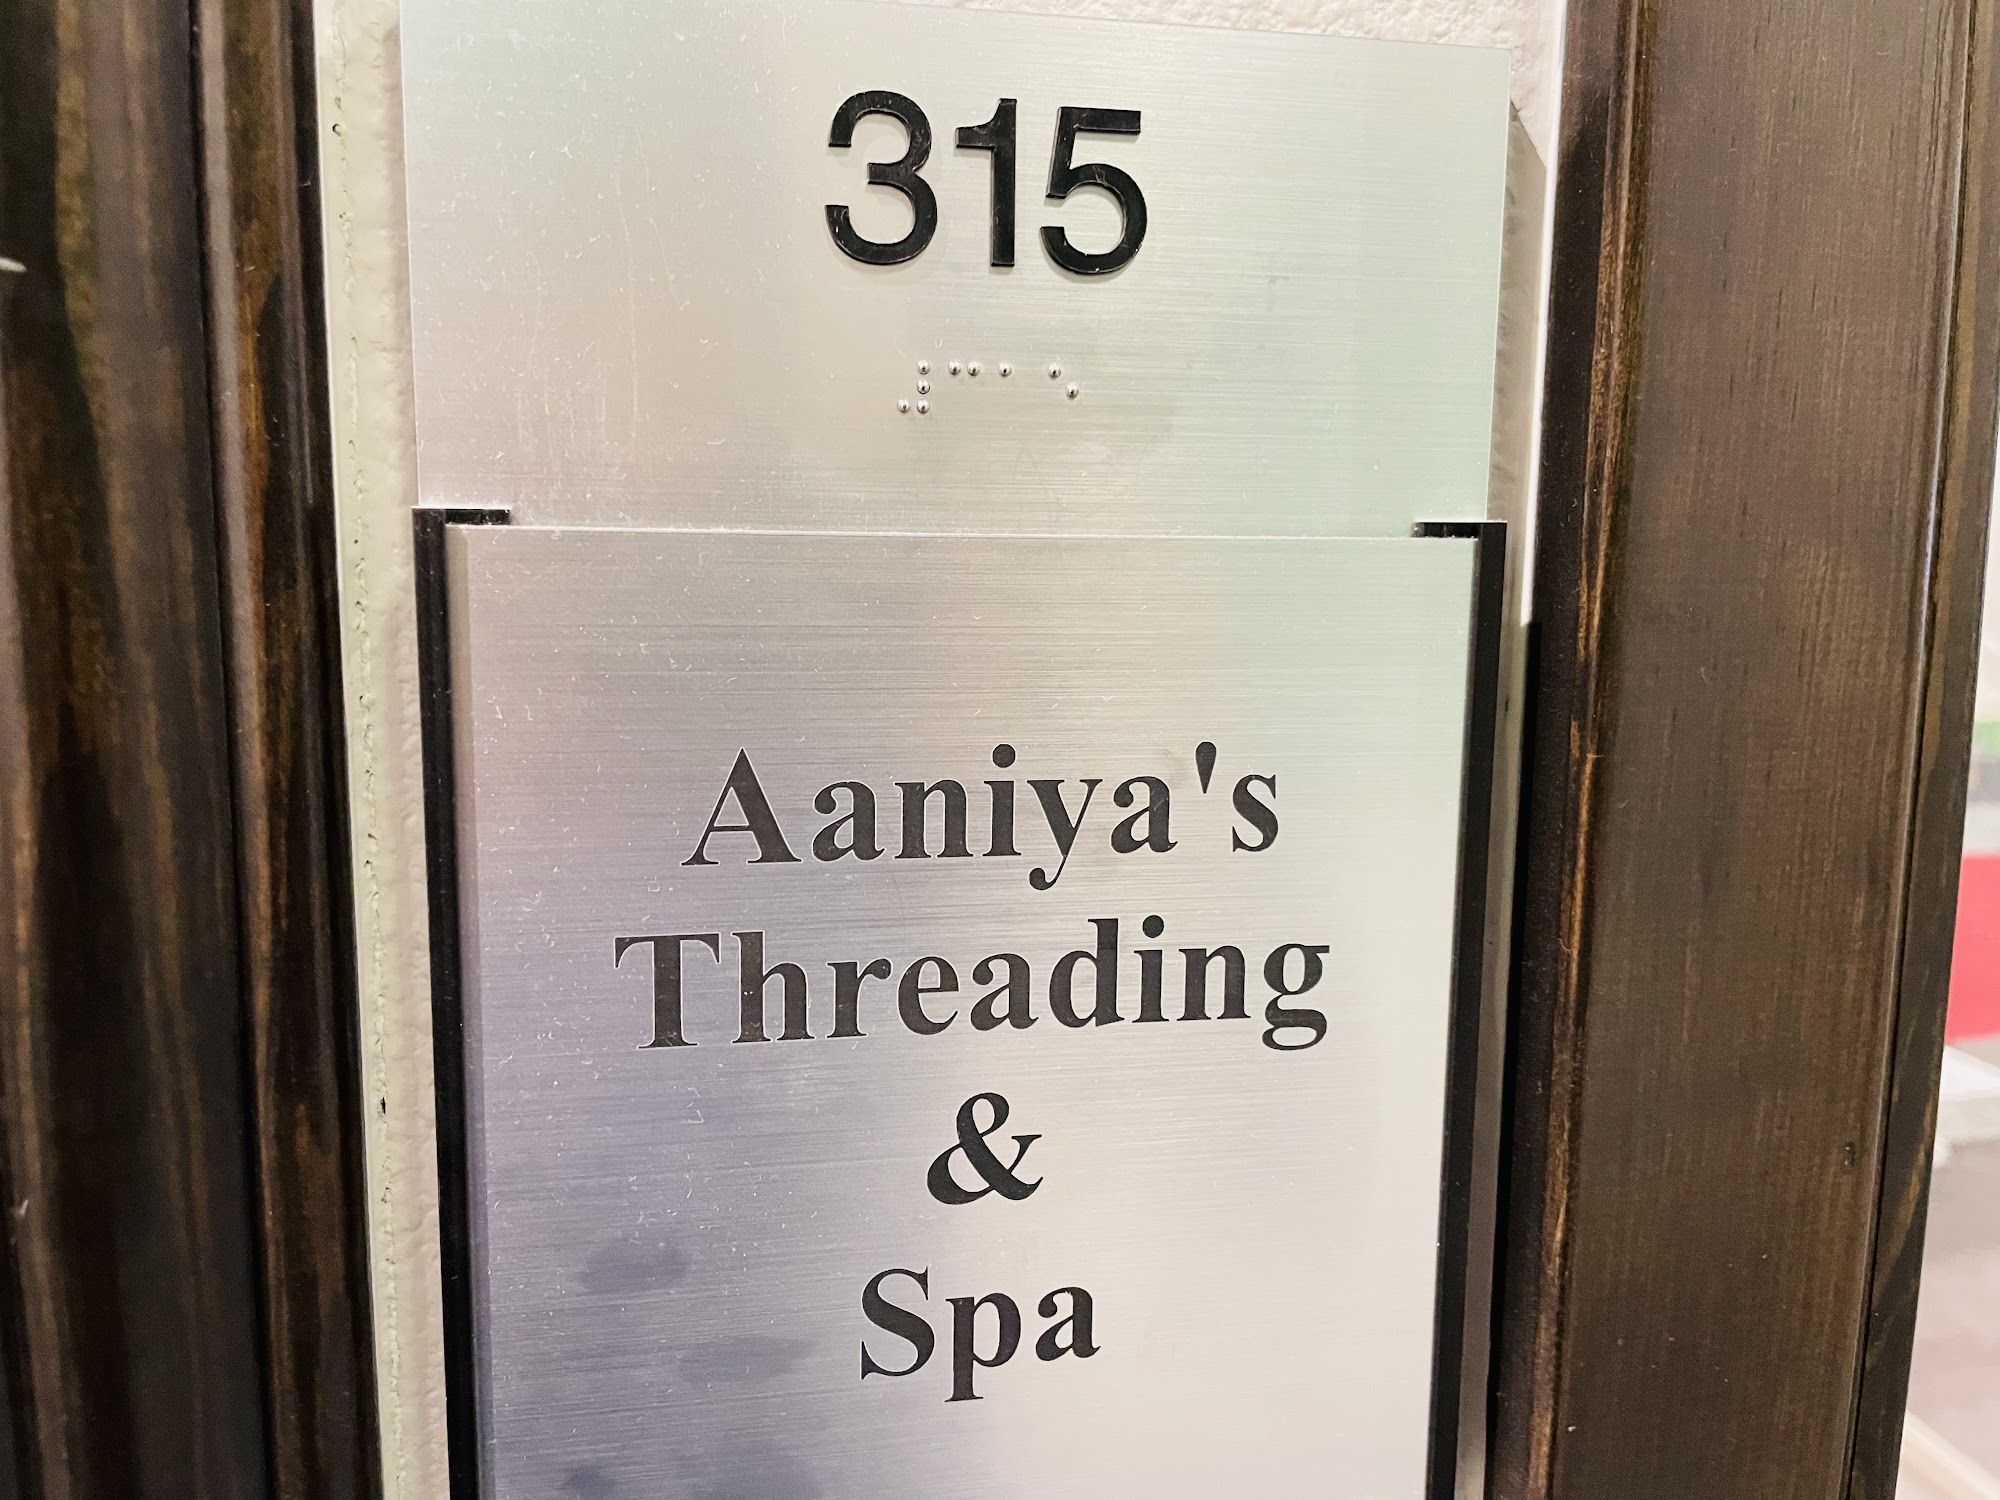 315
⠼⠉⠁⠑
Aaniya's
Threading
&
Spa